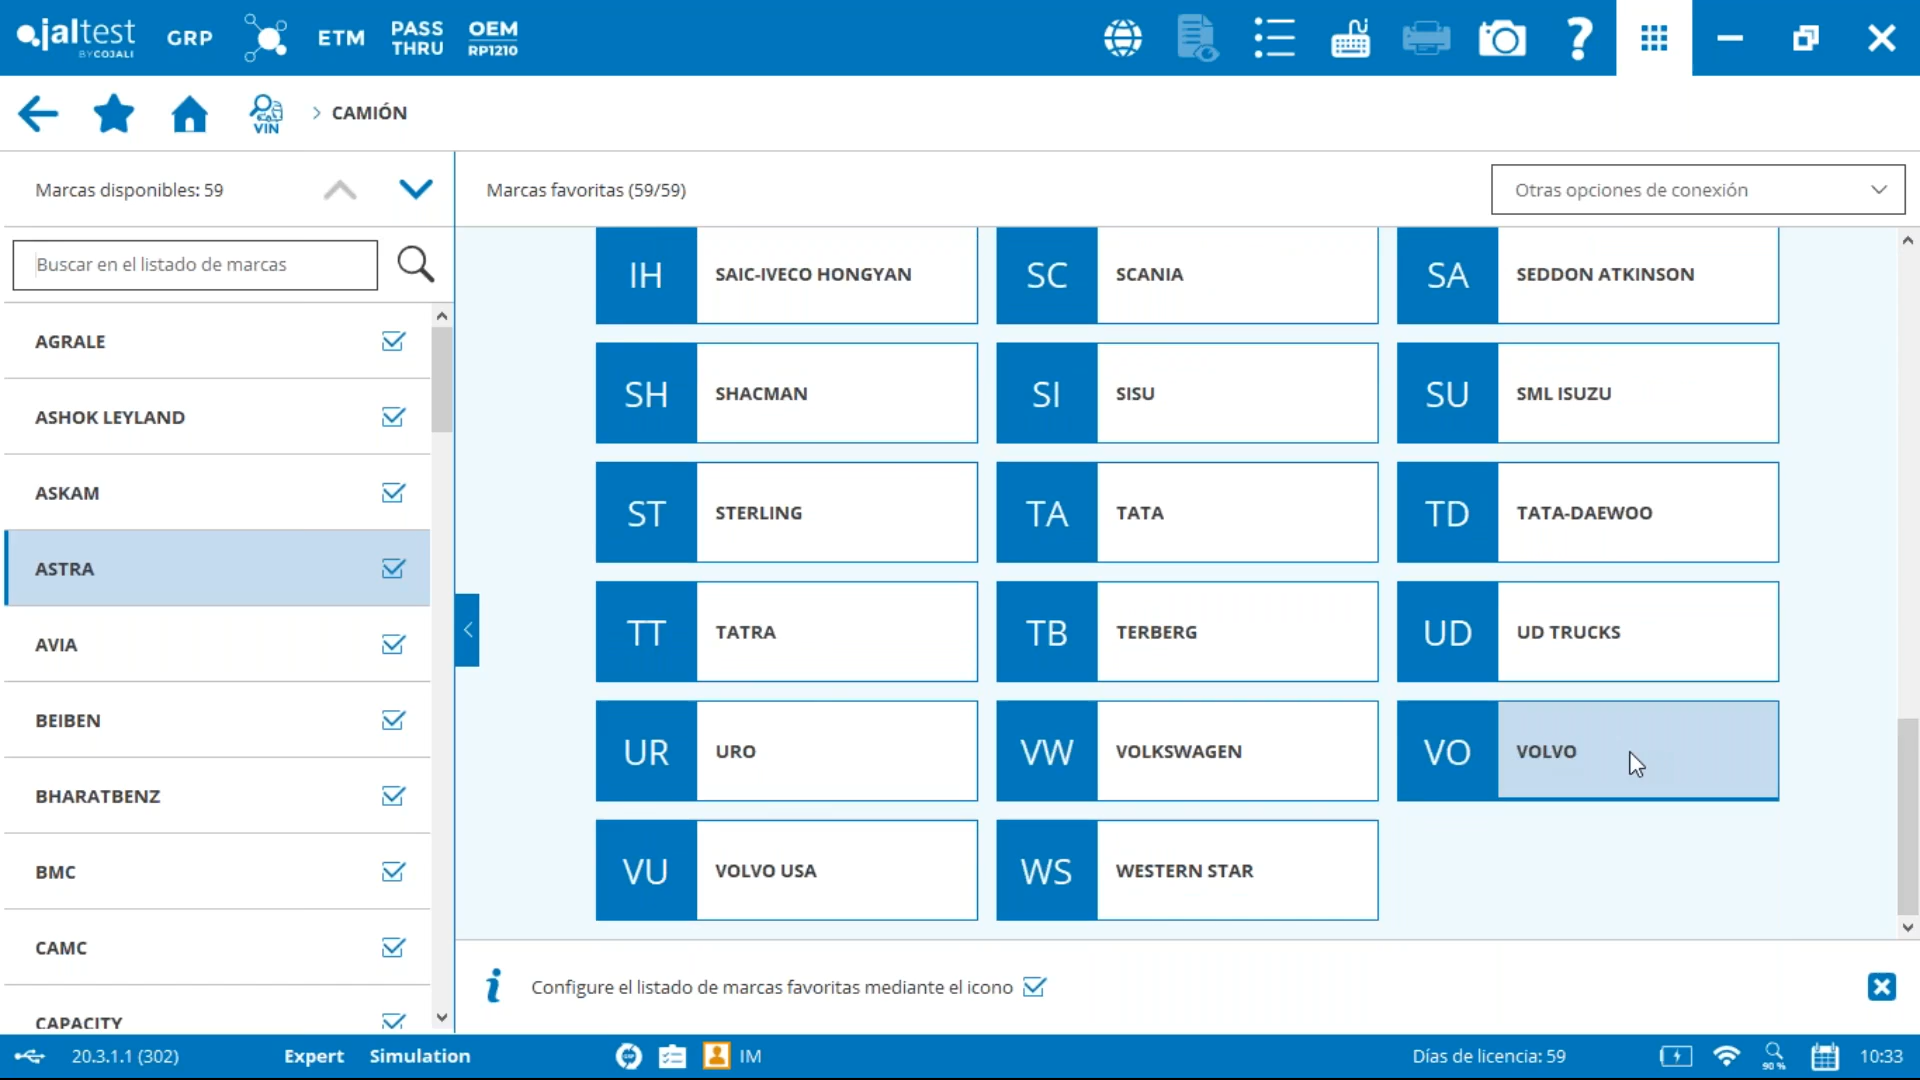 jaltest
BY COJALI
GRP
ETM
PASS
THRU
OEM
RP1210
VIN
> CAMIÓN
Marcas disponibles: 59
Marcas favoritas (59/59)
Otras opciones de conexión
Buscar en el listado de marcas
AGRALE
ASHOK LEYLAND
ASKAM
ASTRA
AVIA
BEIBEN
BHARATBENZ
BMC
CAMC
CAPACITY
IH SAIC-IVECO HONGYAN
SC SCANIA
SA SEDDON ATKINSON
SH SHACMAN
SI SISU
SU SML ISUZU
ST STERLING
TA TATA
TD TATA-DAEWOO
TT TATRA
TB TERBERG
UD UD TRUCKS
UR URO
VW VOLKSWAGEN
VO VOLVO
VU VOLVO USA
WS WESTERN STAR
Configure el listado de marcas favoritas mediante el icono
20.3.1.1 (302)
Expert
Simulation
IM
Días de licencia: 59
90 %
10:33